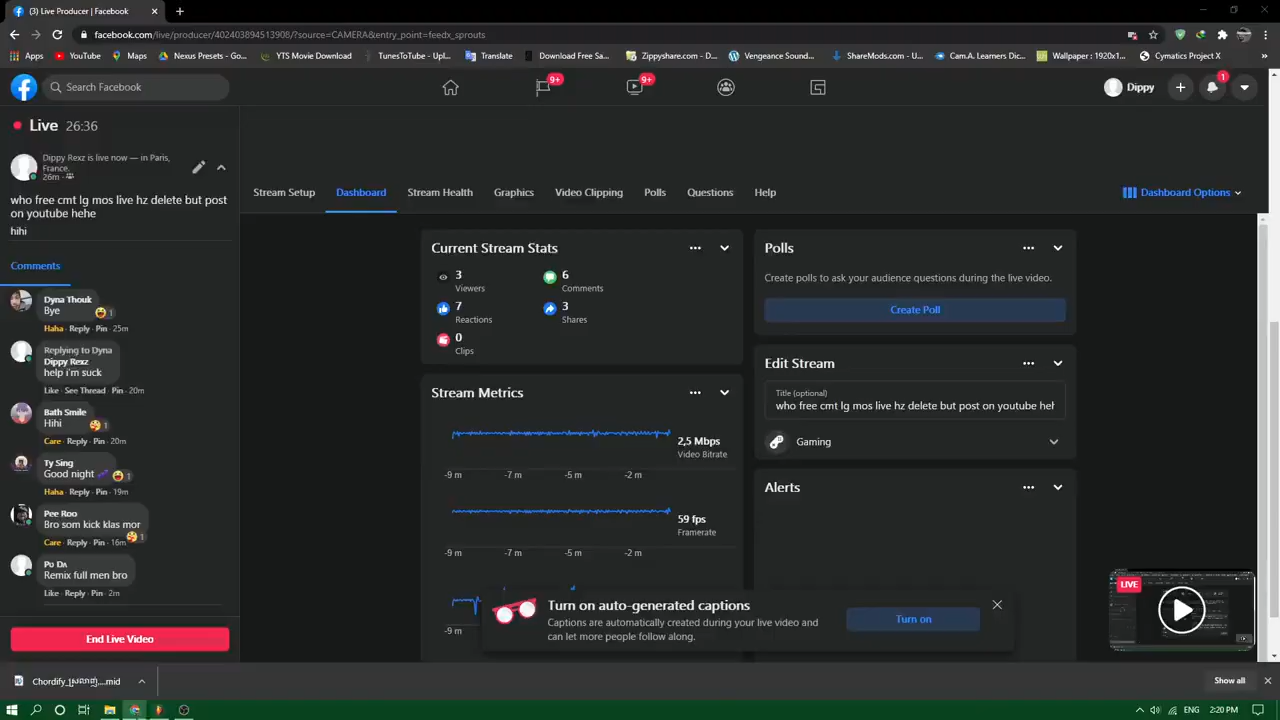 (3) Live Producer | Facebook
facebook.com/live/producer/402403894513908/?source=CAMERA&entry_point=feedx_sprouts
Apps
YouTube
Maps
Nexus Presets - Go...
YTS Movie Download
TunesToTube - Upl...
Translate
Download Free Sa...
Zippyshare.com - D...
Vengeance Sound...
ShareMods.com - ...
Cam.A. Learners Dic...
Wallpaper : 1920x1...
Cymatics Project X
Search Facebook
9+
9+
Dippy
1
Live 26:36
Dippy Rexz is live now — in Paris,
France.
26m
who free cmt lg mos live hz delete but post
on youtube hehe
hihi
Comments
Dyna Thouk
Bye
1
Haha · Reply · Pin · 25m
Replying to Dyna
Dippy Rexz
help i'm suck
Like · See Thread · Pin · 20m
Bath Smile
Hihi
1
Care · Reply · Pin · 20m
Ty Sing
Good night
1
Haha · Reply · Pin · 19m
Pee Roo
Bro som kick klas mor
1
Care · Reply · Pin · 16m
Remix full men bro
Like · Reply · Pin · 2m
End Live Video
Stream Setup
Dashboard
Stream Health
Graphics
Video Clipping
Polls
Questions
Help
Dashboard Options
Current Stream Stats
3
Viewers
6
Comments
7
Reactions
3
Shares
0
Clips
Stream Metrics
2,5 Mbps
Video Bitrate
-9 m -7 m -5 m -2 m
59 fps
Framerate
-9 m -7 m -5 m -2 m
-9 m
Polls
Create polls to ask your audience questions during the live video.
Create Poll
Edit Stream
Title (optional)
who free cmt lg mos live hz delete but post on youtube heh
Gaming
Alerts
Turn on auto-generated captions
Captions are automatically created during your live video and
can let more people follow along.
Turn on
LIVE
Show all
ENG
2:20 PM